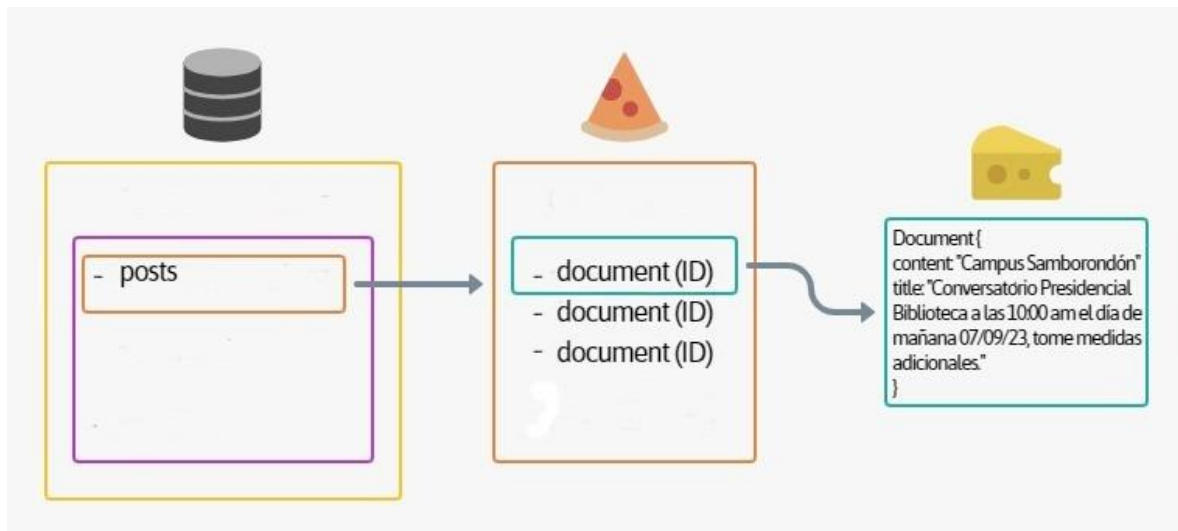 - posts
- document (ID)
- document (ID)
- document (ID)
Document {
content: "Campus Samborondón"
title: "Conversatorio Presidencial
Biblioteca a las 10:00 am el día de
mañana 07/09/23, tome medidas
adicionales."
}